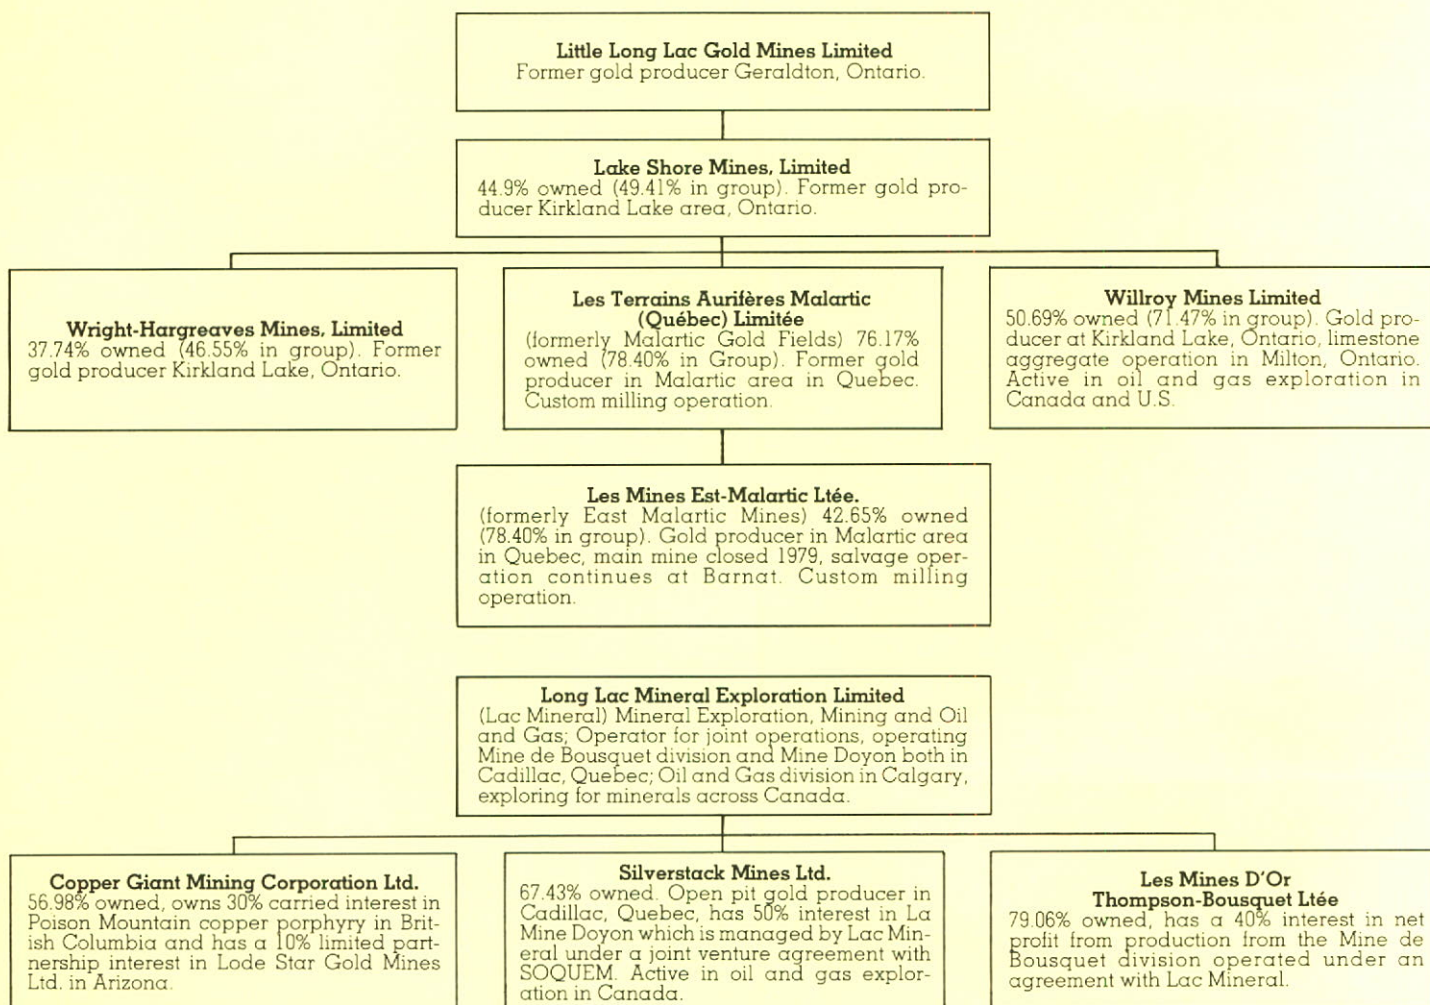 Little Long Lac Gold Mines Limited
Former gold producer Geraldton, Ontario.
Lake Shore Mines, Limited
44.9% owned (49.41% in group). Former gold pro-
ducer Kirkland Lake area, Ontario.
Wright-Hargreaves Mines, Limited
37.74% owned (46.55% in group). Former
gold producer Kirkland Lake, Ontario.
Les Terrains Aurifères Malartic
(Québec) Limitée
(formerly Malartic Gold Fields) 76.17%
owned (78.40% in Group). Former gold
producer in Malartic area in Quebec.
Custom milling operation.
Willroy Mines Limited
50.69% owned (71.47% in group). Gold pro-
ducer at Kirkland Lake, Ontario, limestone
aggregate operation in Milton, Ontario.
Active in oil and gas exploration in
Canada and U.S.
Les Mines Est-Malartic Ltée.
(formerly East Malartic Mines) 42.65% owned
(78.40% in group). Gold producer in Malartic area
in Quebec, main mine closed 1979, salvage oper-
ation continues at Barnat. Custom milling
operation.
Long Lac Mineral Exploration Limited
(Lac Mineral) Mineral Exploration, Mining and Oil
and Gas; Operator for joint operations, operating
Mine de Bousquet division and Mine Doyon both in
Cadillac, Quebec; Oil and Gas division in Calgary,
exploring for minerals across Canada.
Copper Giant Mining Corporation Ltd.
56.98% owned, owns 30% carried interest in
Poison Mountain copper porphyry in Brit-
ish Columbia and has a 10% limited part-
nership interest in Lode Star Gold Mines
Ltd. in Arizona.
Silverstack Mines Ltd.
67.43% owned. Open pit gold producer in
Cadillac, Quebec, has 50% interest in La
Mine Doyon which is managed by Lac Min-
eral under a joint venture agreement with
SOQUEM. Active in oil and gas explor-
ation in Canada.
Les Mines D'Or
Thompson-Bousquet Ltée
79.06% owned, has a 40% interest in net
profit from production from the Mine de
Bousquet division operated under an
agreement with Lac Mineral.